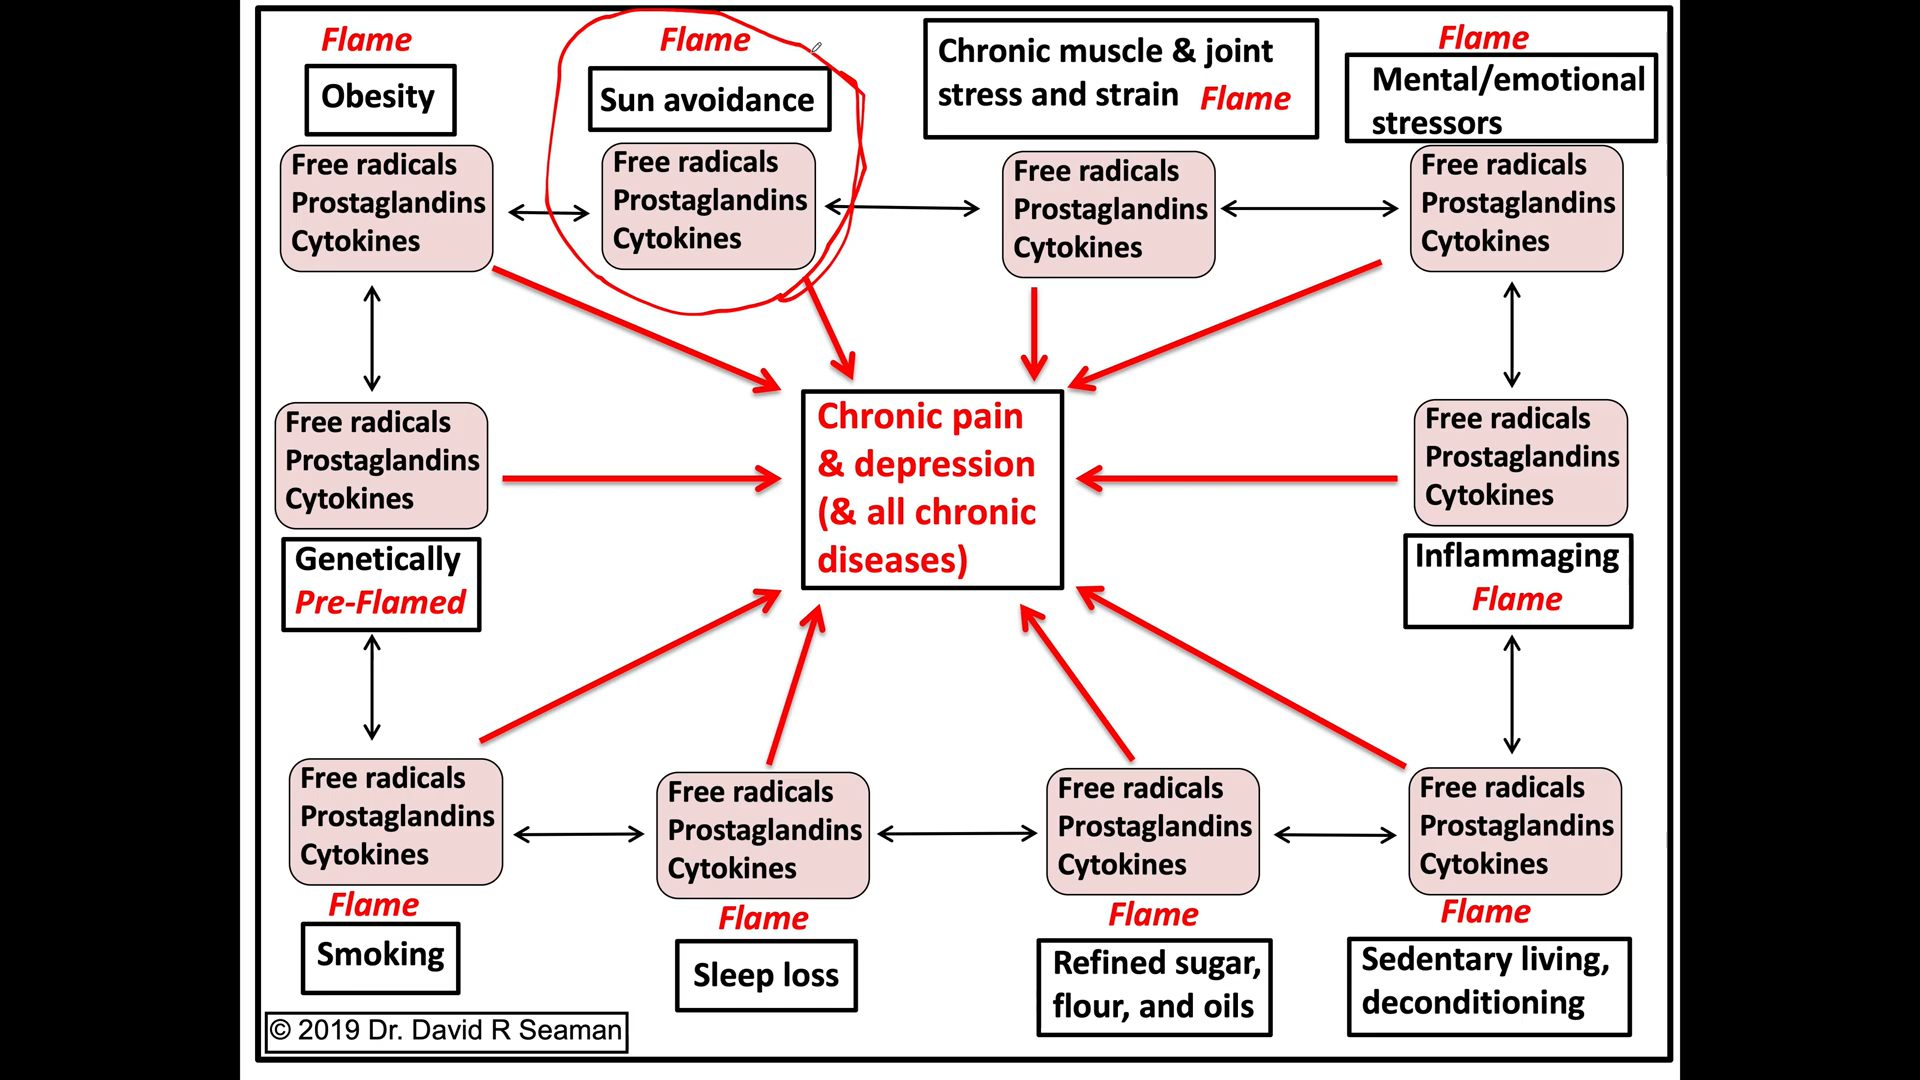 Flame
Obesity
Free radicals
Prostaglandins
Cytokines
Flame
Sun avoidance
Free radicals
Prostaglandins
Cytokines
Chronic muscle & joint
stress and strain Flame
Free radicals
Prostaglandins
Cytokines
Flame
Mental/emotional
stressors
Free radicals
Prostaglandins
Cytokines
Free radicals
Prostaglandins
Cytokines
Genetically
Pre-Flamed
Chronic pain
& depression
(& all chronic
diseases)
Free radicals
Prostaglandins
Cytokines
Inflammaging
Flame
Free radicals
Prostaglandins
Cytokines
Flame
Smoking
Free radicals
Prostaglandins
Cytokines
Flame
Sleep loss
Free radicals
Prostaglandins
Cytokines
Flame
Refined sugar,
flour, and oils
Free radicals
Prostaglandins
Cytokines
Flame
Sedentary living,
deconditioning
© 2019 Dr. David R Seaman